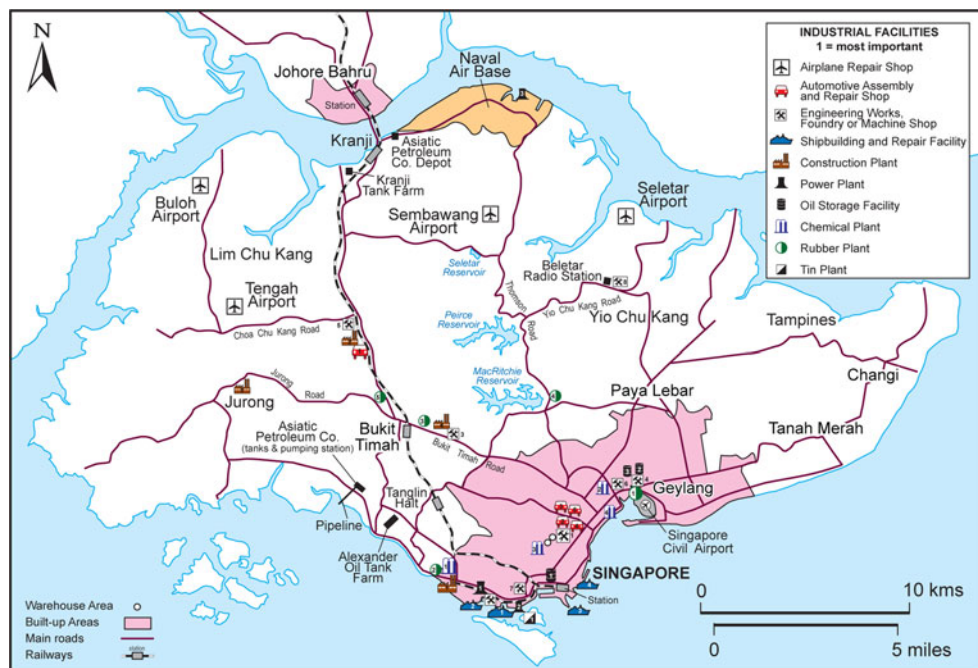 N
Johore Bahru
Station
Naval
Air Base
Kranji
Asiatic
Petroleum
Co. Depot
Kranji
Tank Farm
Buloh
Airport
Sembawang
Airport
Seletar
Airport
Lim Chu Kang
Seletar
Reservoir
Beletar
Radio Station
Tengah
Airport
Thomson
Road
Yio Chu Kang Road
Yio Chu Kang
Choa Chu Kang Road
Peirce
Reservoir
Tampines
MacRitchie
Reservoir
Changi
Jurong
Road
Jurong
Paya Lebar
Bukit
Timah
Bukit Timah Road
Tanah Merah
Asiatic
Petroleum Co.
(tanks & pumping station)
Tanglin
Halt
Geylang
Pipeline
Singapore
Civil Airport
Alexander
Oil Tank
Farm
SINGAPORE
Station
INDUSTRIAL FACILITIES
1 = most important
Airplane Repair Shop
Automotive Assembly
and Repair Shop
Engineering Works,
Foundry or Machine Shop
Shipbuilding and Repair Facility
Construction Plant
Power Plant
Oil Storage Facility
Chemical Plant
Rubber Plant
Tin Plant
Warehouse Area
Built-up Areas
Main roads
Railways
station
0 10 kms
0 5 miles